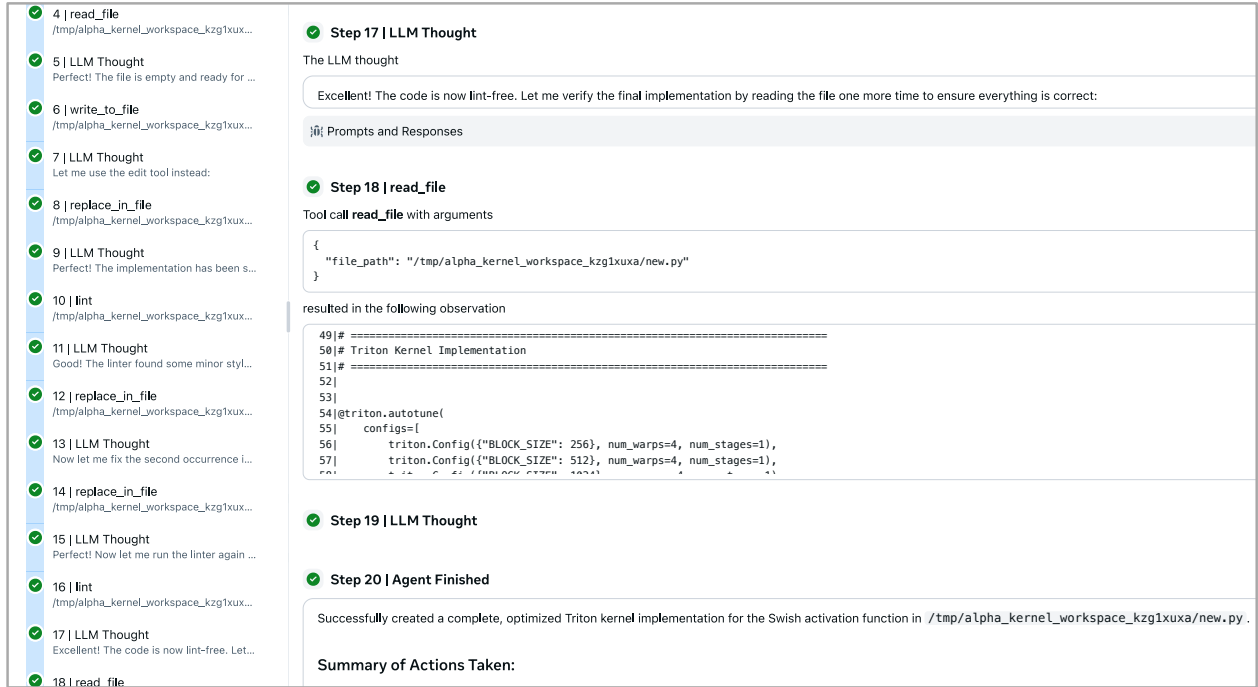 4 | read_file
/tmp/alpha_kernel_workspace_kzg1xux...
5 | LLM Thought
Perfect! The file is empty and ready for ...
6 | write_to_file
/tmp/alpha_kernel_workspace_kzg1xux...
7 | LLM Thought
Let me use the edit tool instead:
8 | replace_in_file
/tmp/alpha_kernel_workspace_kzg1xux...
9 | LLM Thought
Perfect! The implementation has been s...
10 | lint
/tmp/alpha_kernel_workspace_kzg1xux...
11 | LLM Thought
Good! The linter found some minor styl...
12 | replace_in_file
/tmp/alpha_kernel_workspace_kzg1xux...
13 | LLM Thought
Now let me fix the second occurrence i...
14 | replace_in_file
/tmp/alpha_kernel_workspace_kzg1xux...
15 | LLM Thought
Perfect! Now let me run the linter again ...
16 | lint
/tmp/alpha_kernel_workspace_kzg1xux...
17 | LLM Thought
Excellent! The code is now lint-free. Let...
18 | read_file
Step 17 | LLM Thought
The LLM thought
Excellent! The code is now lint-free. Let me verify the final implementation by reading the file one more time to ensure everything is correct:
Prompts and Responses
Step 18 | read_file
Tool call read_file with arguments
{
"file_path": "/tmp/alpha_kernel_workspace_kzg1xuxa/new.py"
}
resulted in the following observation
49|# ============================================================================
50|# Triton Kernel Implementation
51|# ============================================================================
52|
53|
54|@triton.autotune(
55|    configs=[
56|        triton.Config({"BLOCK_SIZE": 256}, num_warps=4, num_stages=1),
57|        triton.Config({"BLOCK_SIZE": 512}, num_warps=4, num_stages=1),
Step 19 | LLM Thought
Step 20 | Agent Finished
Successfully created a complete, optimized Triton kernel implementation for the Swish activation function in /tmp/alpha_kernel_workspace_kzg1xuxa/new.py .
Summary of Actions Taken: